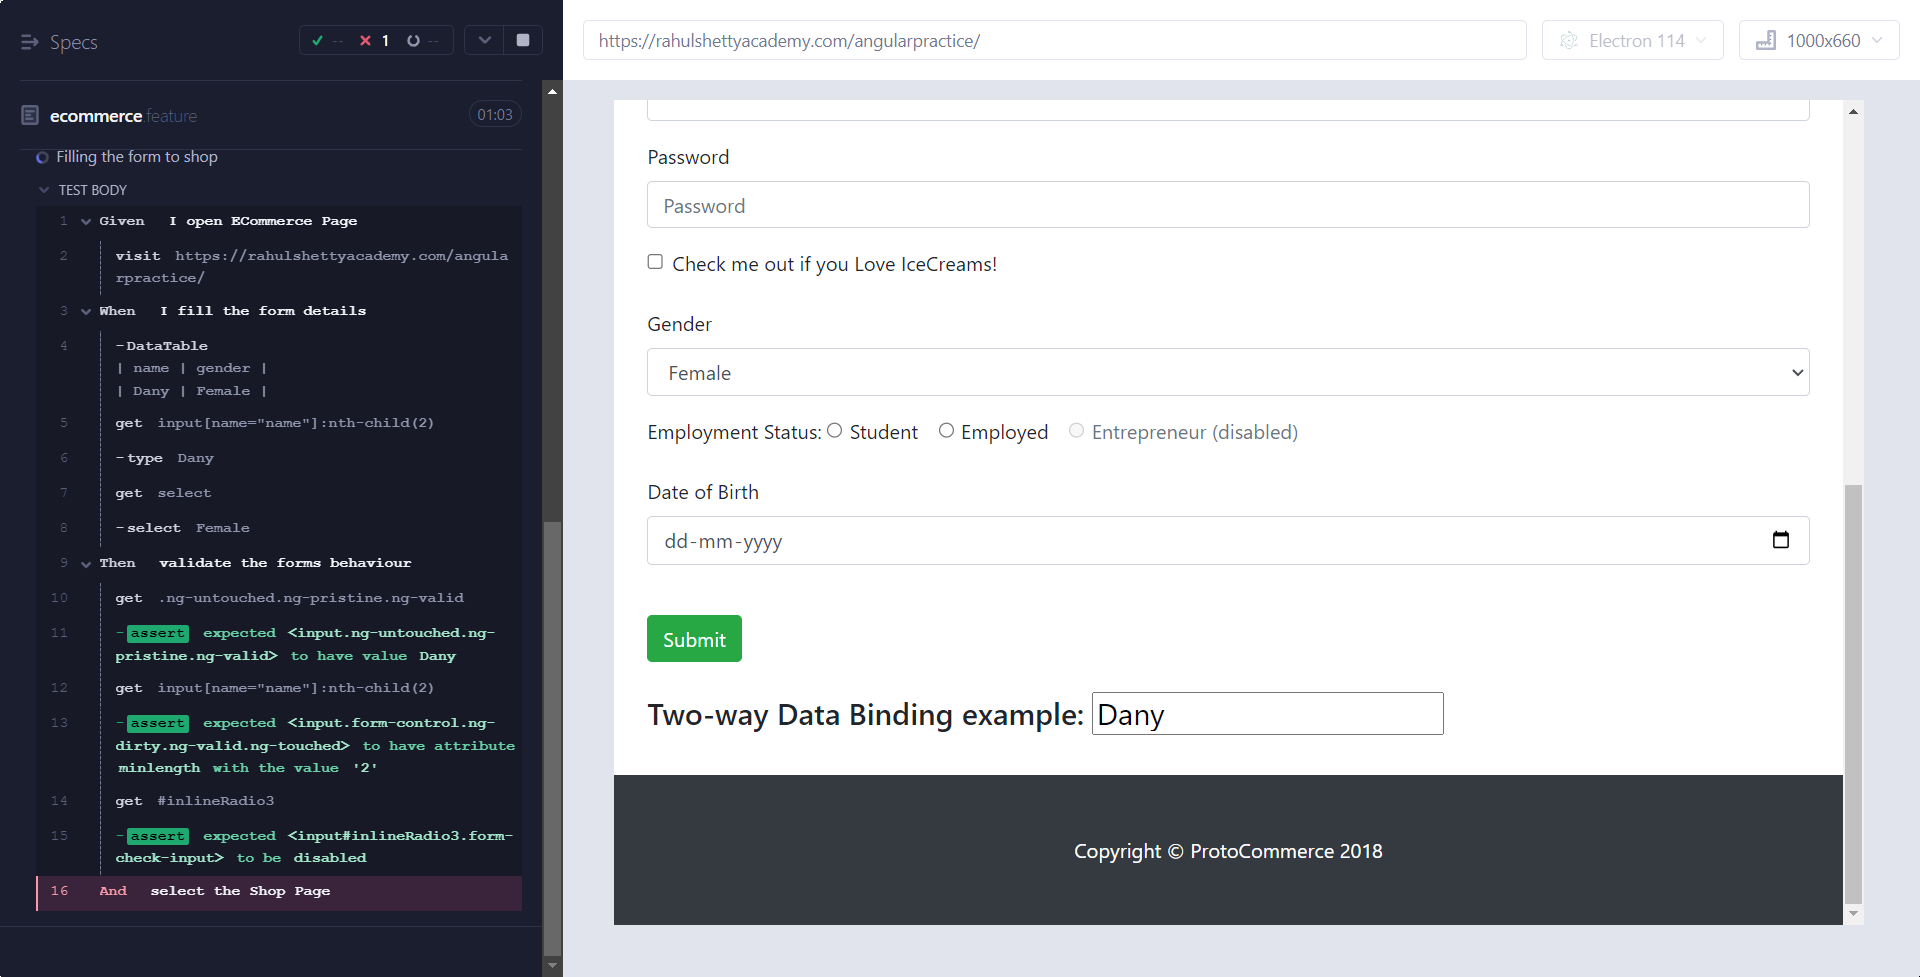 Specs
-- 1 --
ecommerce.feature
01:03
Filling the form to shop
TEST BODY
1 Given I open ECommerce Page
2 visit https://rahulshettyacademy.com/angula
rpractice/
3 When I fill the form details
4 -DataTable
| name | gender |
| Dany | Female |
5 get input[name="name"]:nth-child(2)
6 -type Dany
7 get select
8 -select Female
9 Then validate the forms behaviour
10 get .ng-untouched.ng-pristine.ng-valid
11 -assert expected <input.ng-untouched.ng-
pristine.ng-valid> to have value Dany
12 get input[name="name"]:nth-child(2)
13 -assert expected <input.form-control.ng-
dirty.ng-valid.ng-touched> to have attribute
minlength with the value '2'
14 get #inlineRadio3
15 -assert expected <input#inlineRadio3.form-
check-input> to be disabled
16 And select the Shop Page
https://rahulshettyacademy.com/angularpractice/
Electron 114
1000x660
Password
Password
Check me out if you Love IceCreams!
Gender
Female
Employment Status: Student Employed Entrepreneur (disabled)
Date of Birth
dd-mm-yyyy
Submit
Two-way Data Binding example: Dany
Copyright © ProtoCommerce 2018